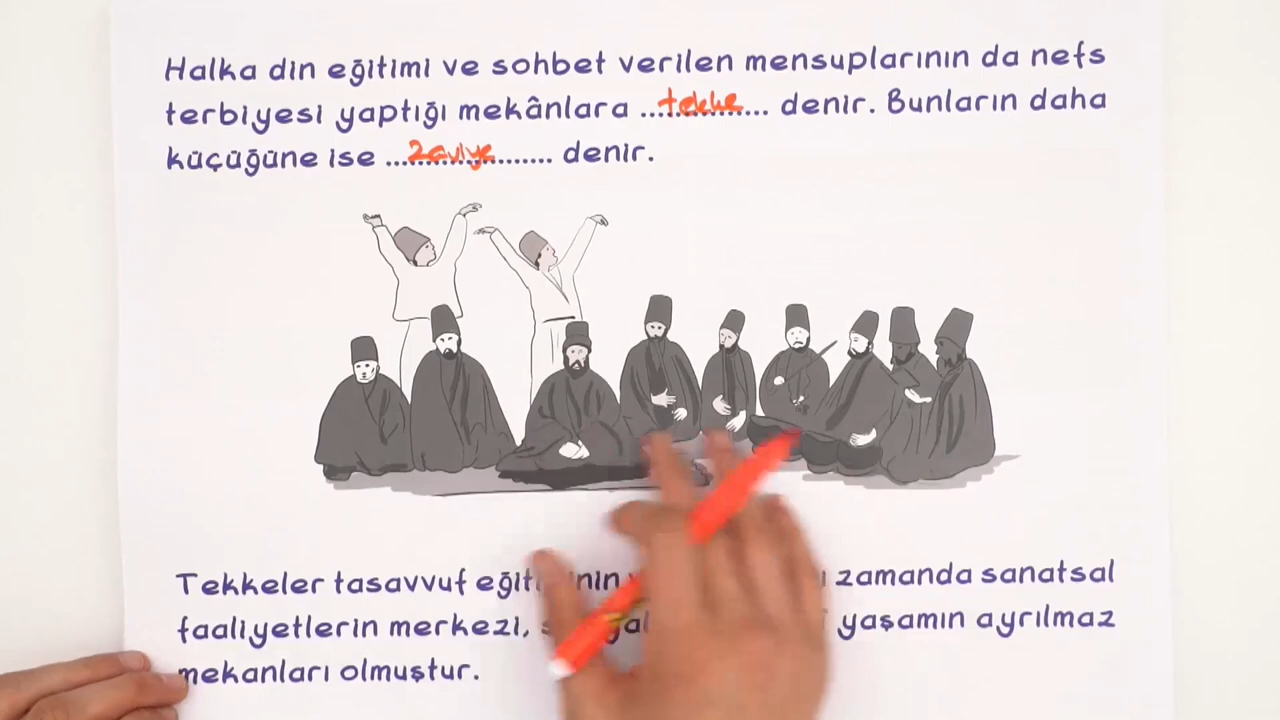 Halka din eğitimi ve sohbet verilen mensuplarının da nefs
terbiyesi yaptığı mekânlara ...tekke... denir. Bunların daha
küçüğüne ise ...zaviye... denir.
Tekkeler tasavvuf zamanda sanatsal
faaliyetlerin merkezi, yaşamın ayrılmaz
mekanları olmuştur.